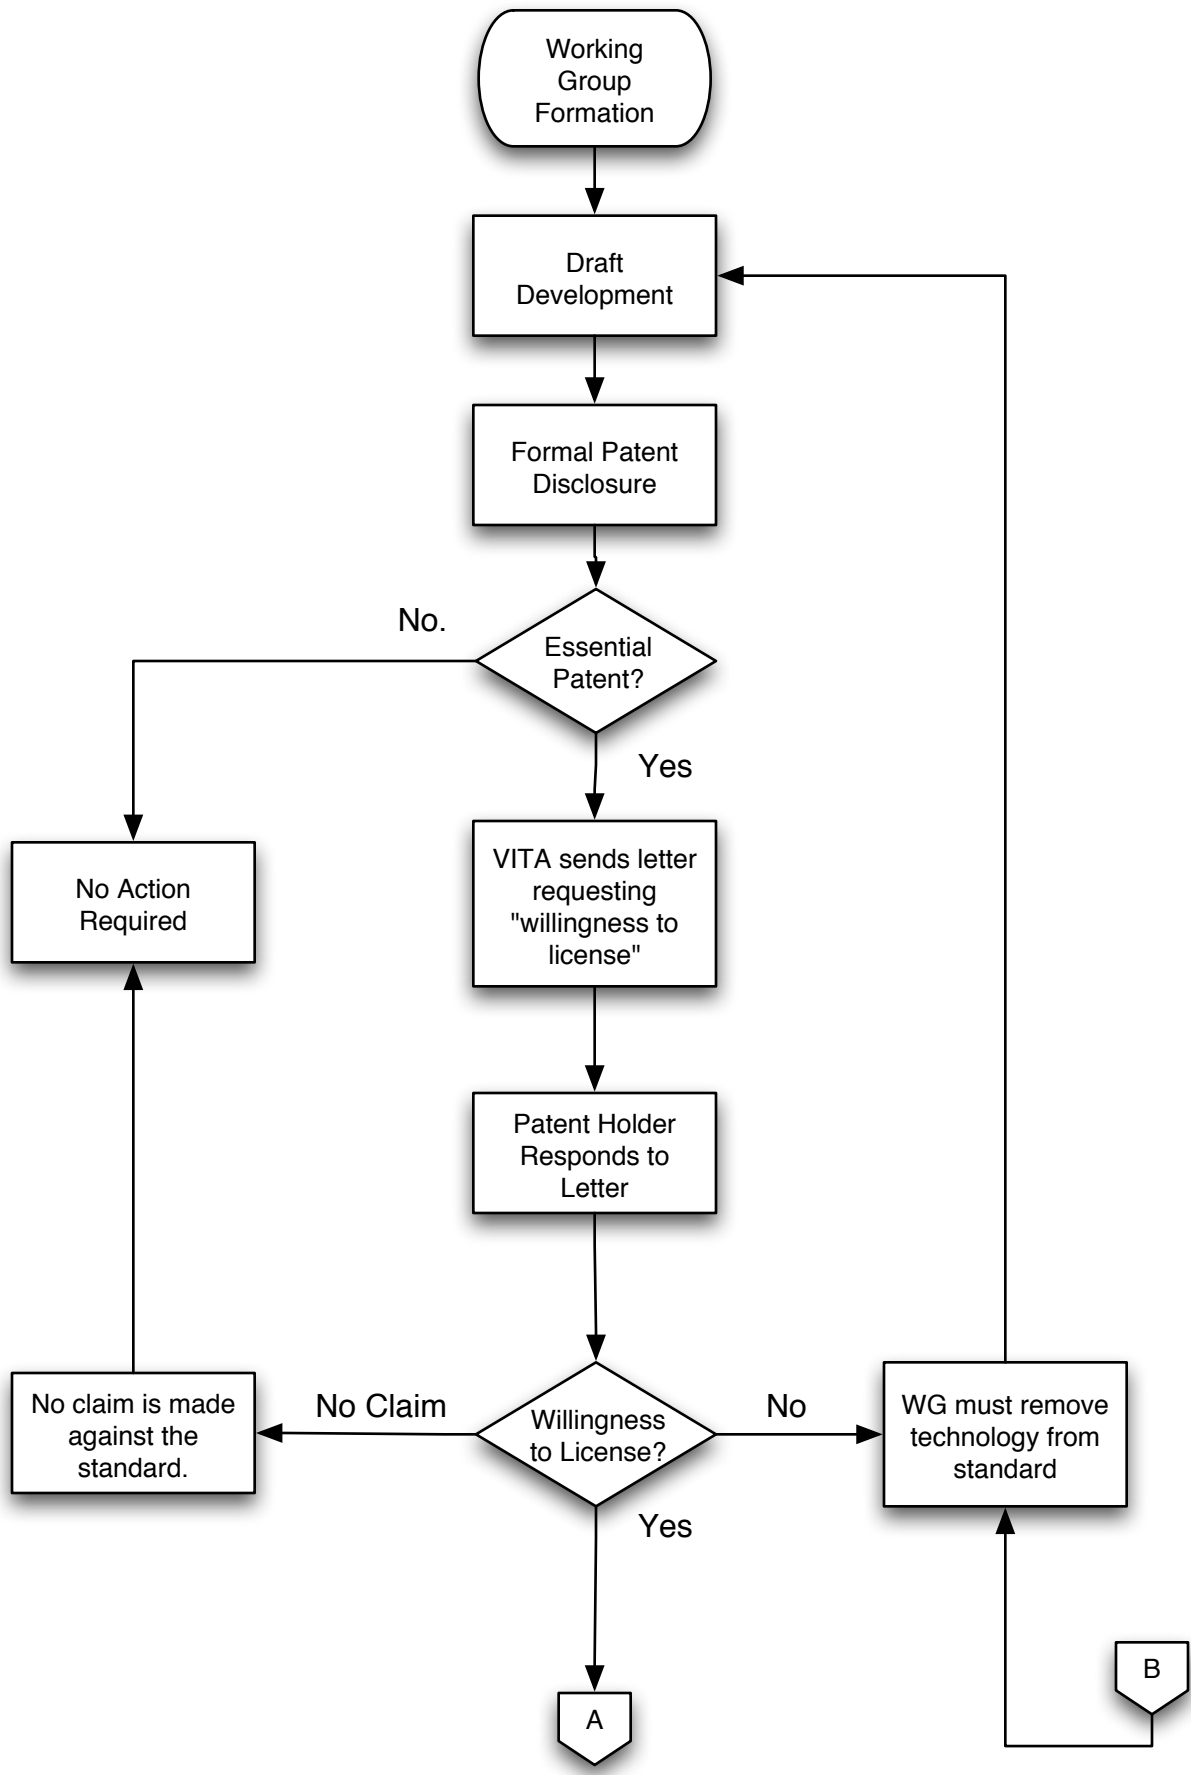 Working
Group
Formation
Draft
Development
Formal Patent
Disclosure
No.
Essential
Patent?
Yes
No Action
Required
VITA sends letter
requesting
"willingness to
license"
Patent Holder
Responds to
Letter
No claim is made
against the
standard.
No Claim
Willingness
to License?
No
WG must remove
technology from
standard
Yes
B
A